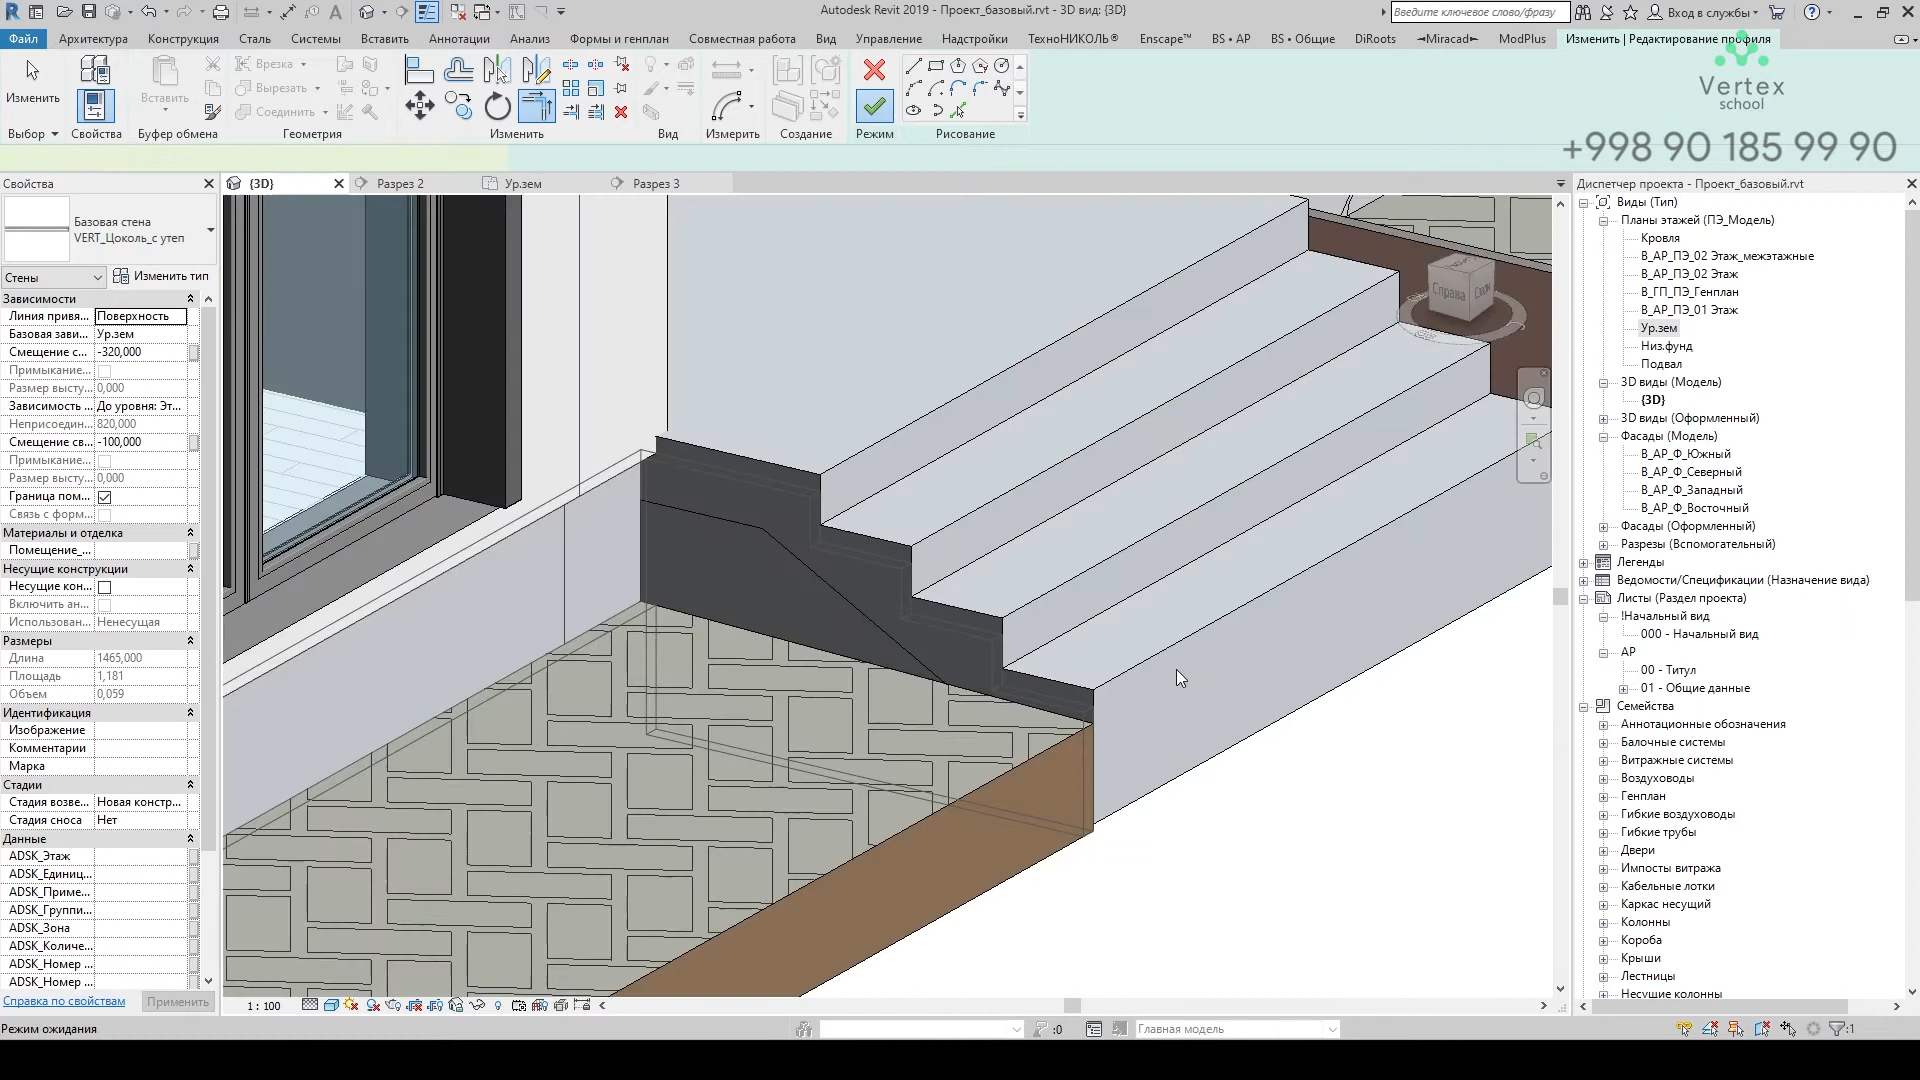 Autodesk Revit 2019 - Проект_базовый.rvt - 3D вид: {3D}
Введите ключевое слово/фразу
Вход в службы
Файл
Архитектура
Конструкция
Сталь
Системы
Вставить
Аннотации
Анализ
Формы и генплан
Совместная работа
Вид
Управление
Надстройки
ТехноНИКОЛЬ®
Enscape™
BS • АР
BS • Общие
DiRoots
-=Miracad=-
ModPlus
Изменить | Редактирование профиля
Изменить
Вставить
Врезка
Вырезать
Соединить
Выбор
Свойства
Буфер обмена
Геометрия
Изменить
Вид
Измерить
Создание
Режим
Рисование
Vertex
school
+998 90 185 99 90
Свойства
{3D}
Разрез 2
Ур.зем
Разрез 3
Диспетчер проекта - Проект_базовый.rvt
Базовая стена
VERT_Цоколь_с утеп
Стены
Изменить тип
Зависимости
Линия привя... Поверхность
Базовая зави... Ур.зем
Смещение с... -320,000
Примыкание...
Размер высту... 0,000
Зависимость ... До уровня: Эт...
Неприсоедин... 820,000
Смещение св... -100,000
Примыкание...
Размер высту... 0,000
Граница пом...
Связь с форм...
Материалы и отделка
Помещение_...
Несущие конструкции
Несущие кон...
Включить ан...
Использован... Ненесущая
Размеры
Длина 1465,000
Площадь 1,181
Объем 0,059
Идентификация
Изображение
Комментарии
Марка
Стадии
Стадия возве... Новая констр...
Стадия сноса Нет
Данные
ADSK_Этаж
ADSK_Единиц...
ADSK_Приме...
ADSK_Группи...
ADSK_Зона
ADSK_Количе...
ADSK_Номер ...
ADSK_Номер ...
Справка по свойствам
Применить
Справа
Виды (Тип)
Планы этажей (ПЭ_Модель)
Кровля
В_АР_ПЭ_02 Этаж_межэтажные
В_АР_ПЭ_02 Этаж
В_ГП_ПЭ_Генплан
В_АР_ПЭ_01 Этаж
Ур.зем
Низ.фунд
Подвал
3D виды (Модель)
{3D}
3D виды (Оформленный)
Фасады (Модель)
В_АР_Ф_Южный
В_АР_Ф_Северный
В_АР_Ф_Западный
В_АР_Ф_Восточный
Фасады (Оформленный)
Разрезы (Вспомогательный)
Легенды
Ведомости/Спецификации (Назначение вида)
Листы (Раздел проекта)
!Начальный вид
000 - Начальный вид
АР
00 - Титул
01 - Общие данные
Семейства
Аннотационные обозначения
Балочные системы
Витражные системы
Воздуховоды
Генплан
Гибкие воздуховоды
Гибкие трубы
Двери
Импосты витража
Кабельные лотки
Каркас несущий
Колонны
Короба
Крыши
Лестницы
Несущие колонны
1 : 100
Режим ожидания
:0
Главная модель
:1